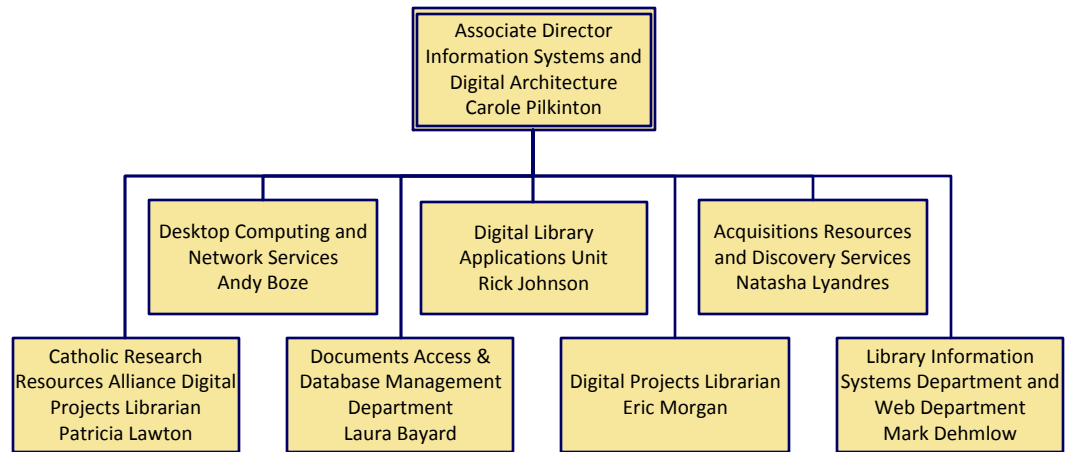 Associate Director
Information Systems and
Digital Architecture
Carole Pilkinton
Desktop Computing and
Network Services
Andy Boze
Digital Library
Applications Unit
Rick Johnson
Acquisitions Resources
and Discovery Services
Natasha Lyandres
Catholic Research
Resources Alliance Digital
Projects Librarian
Patricia Lawton
Documents Access &
Database Management
Department
Laura Bayard
Digital Projects Librarian
Eric Morgan
Library Information
Systems Department and
Web Department
Mark Dehmlow